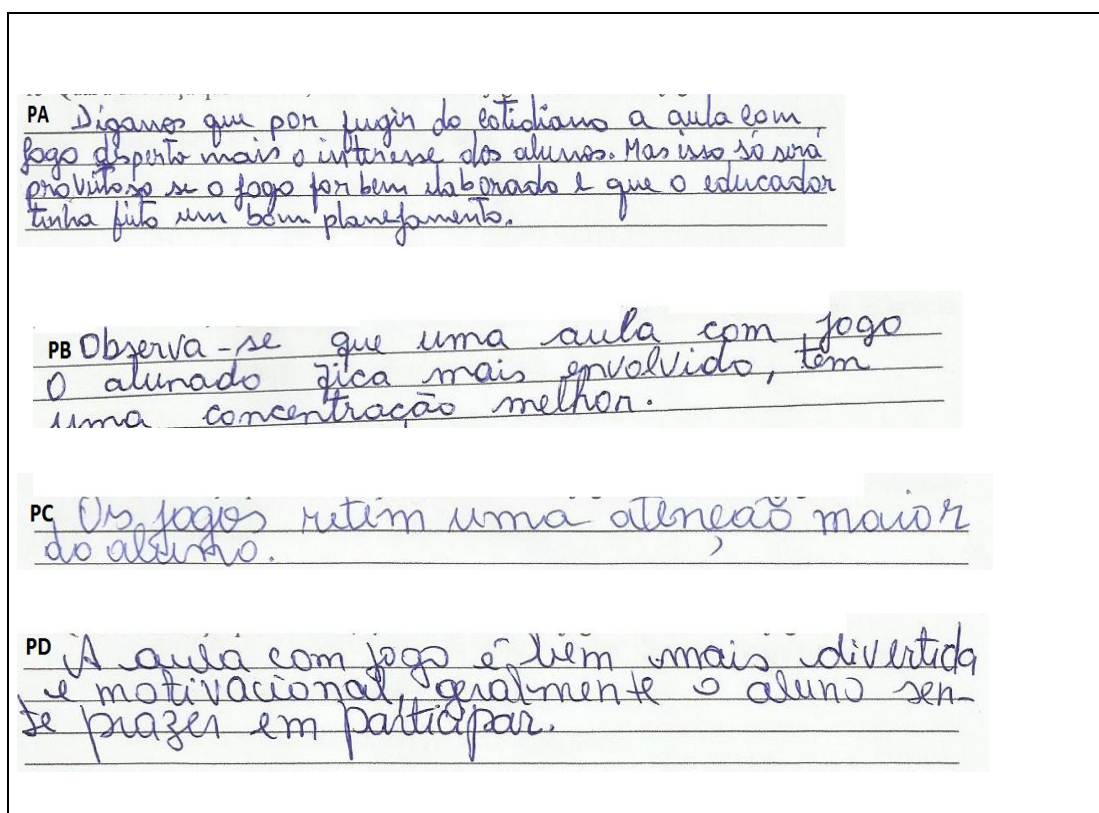 PA Digamos que por fugir do cotidiano a aula com
jogo disperta mais o interesse dos alunos. Mas isso só será
proveitoso se o jogo for bem elaborado e que o educador
tinha feito um bom planejamento.
PB Observa-se que uma aula com jogo
o alunado fica mais envolvido, tem
uma concentração melhor.
PC Os jogos retém uma atenção maior
do aluno.
PD A aula com jogo é bem mais divertida
e motivacional, geralmente o aluno sen-
te prazer em participar.